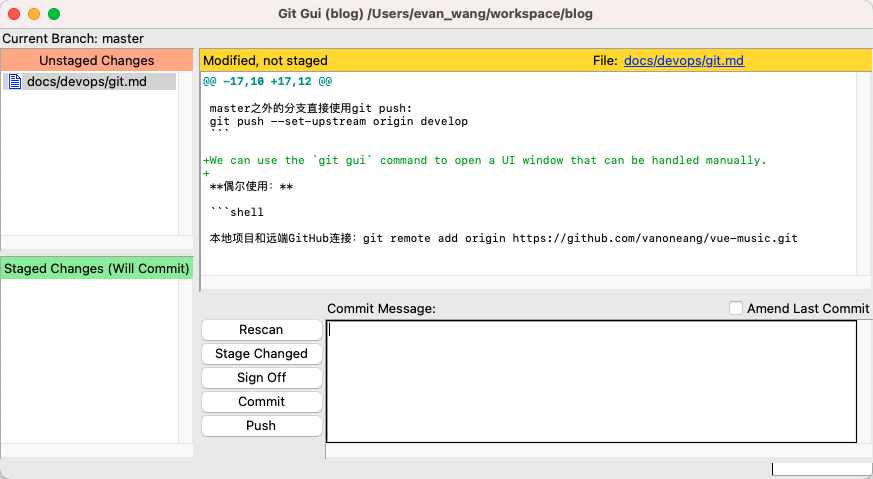 Git Gui (blog) /Users/evan_wang/workspace/blog
Current Branch: master
Unstaged Changes
docs/devops/git.md
Staged Changes (Will Commit)
Modified, not staged
File: docs/devops/git.md
@@ -17,10 +17,12 @@
master之外的分支直接使用git push:
git push --set-upstream origin develop
```
+We can use the `git gui` command to open a UI window that can be handled manually.
+
**偶尔使用：**
```shell
本地项目和远端GitHub连接：git remote add origin https://github.com/vanoneang/vue-music.git
Commit Message:
Amend Last Commit
Rescan
Stage Changed
Sign Off
Commit
Push